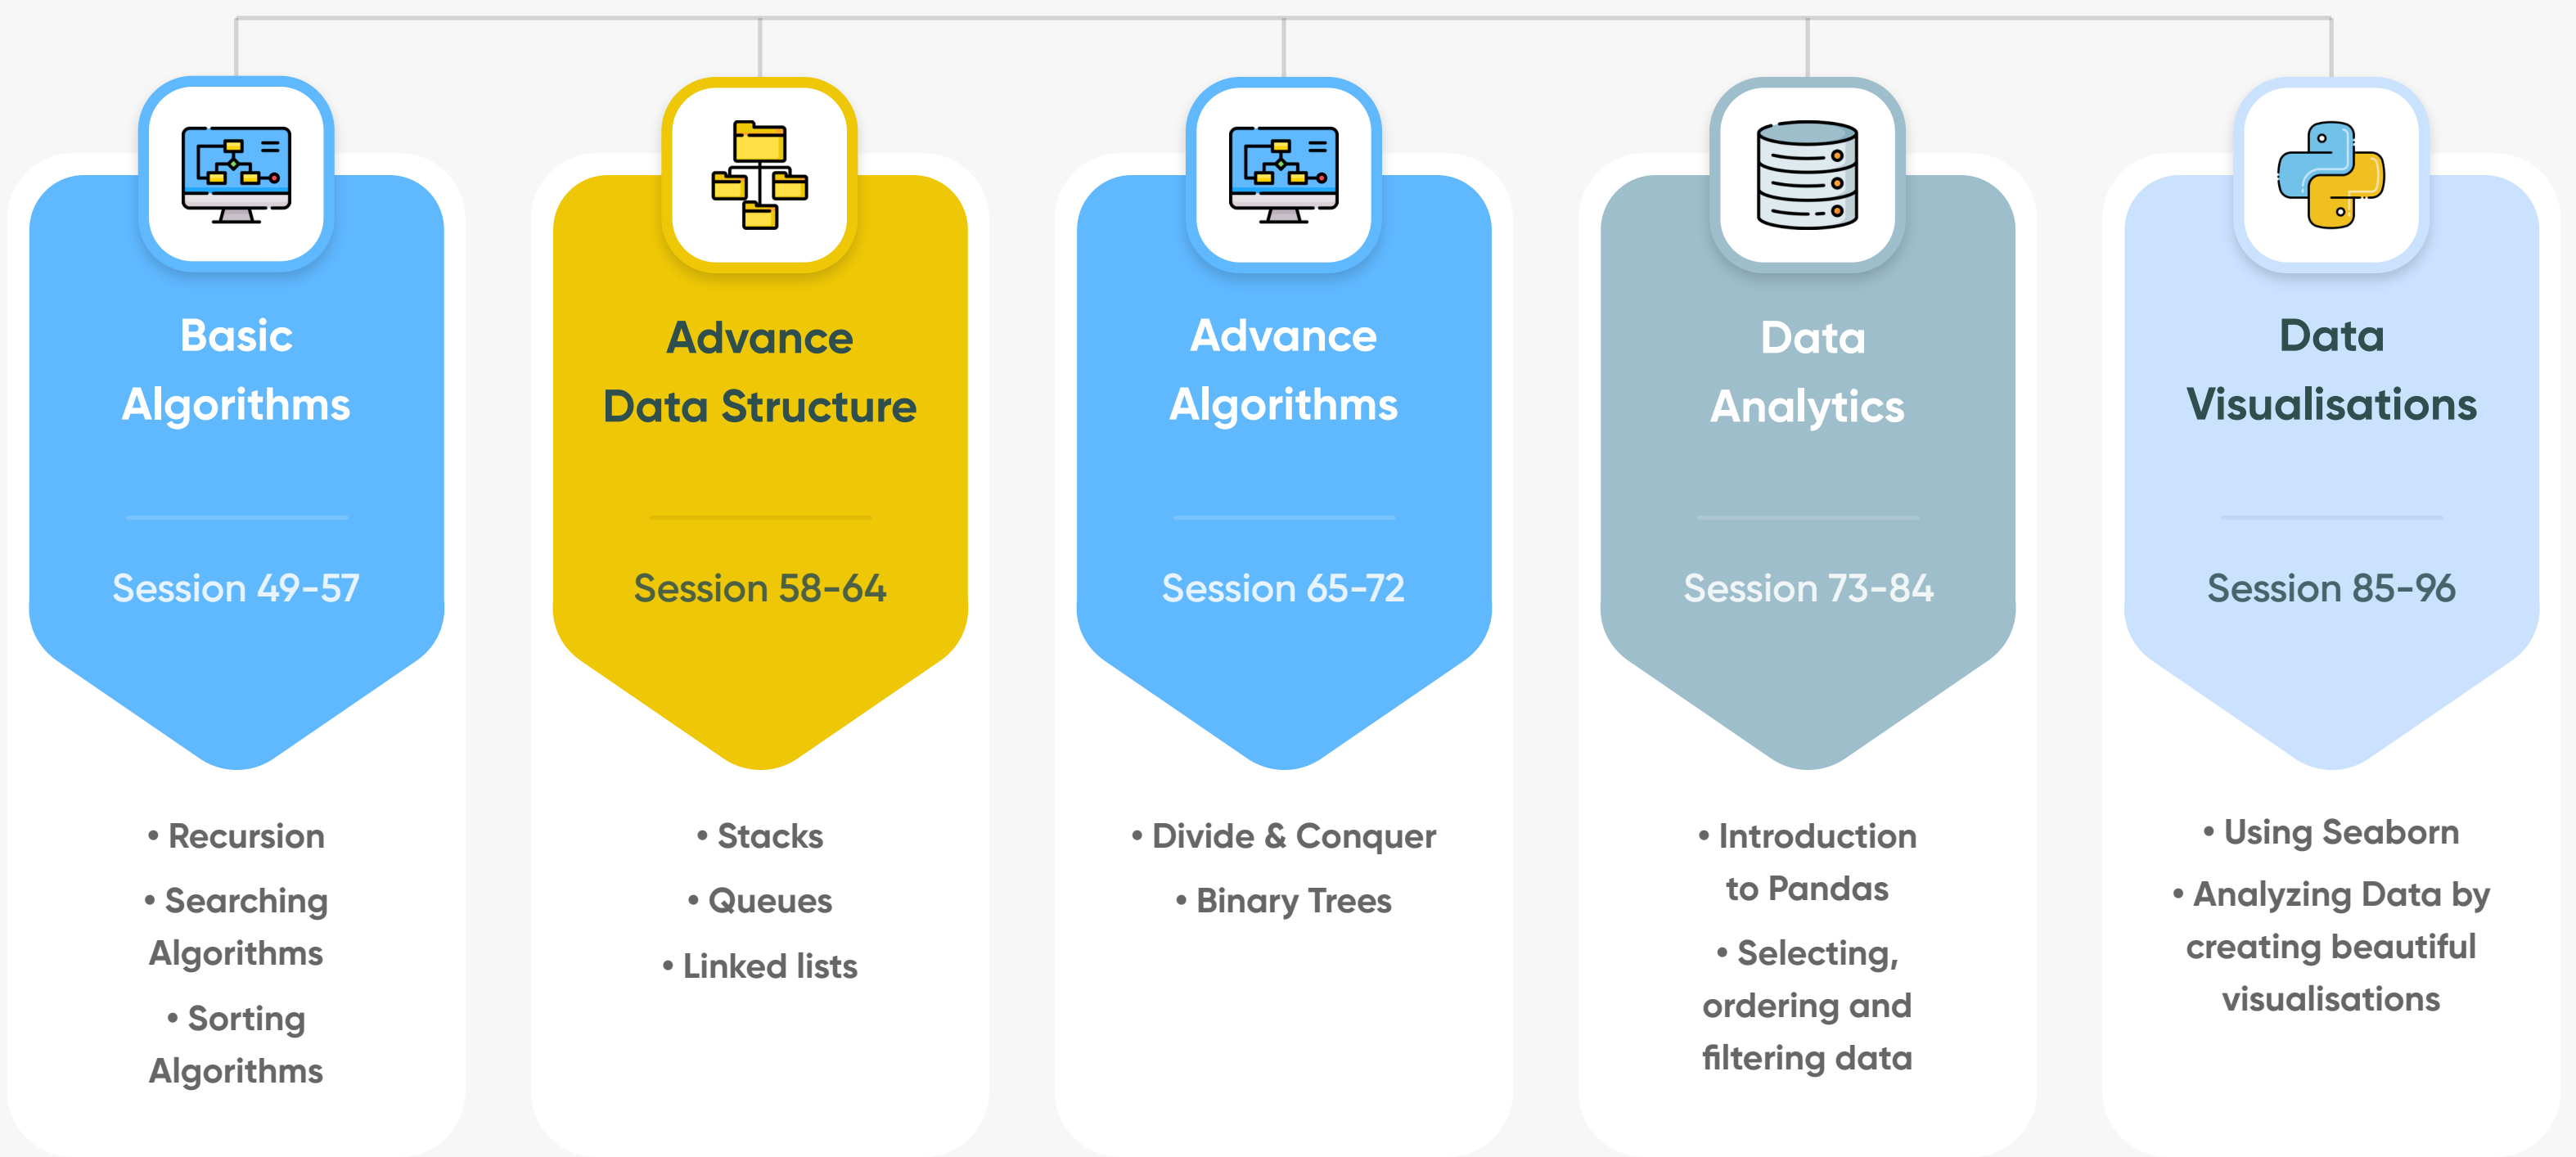 Basic
Algorithms
Session 49-57
• Recursion
• Searching
Algorithms
• Sorting
Algorithms
Advance
Data Structure
Session 58-64
• Stacks
• Queues
• Linked lists
Advance
Algorithms
Session 65-72
• Divide & Conquer
• Binary Trees
Data
Analytics
Session 73-84
• Introduction
to Pandas
• Selecting,
ordering and
filtering data
Data
Visualisations
Session 85-96
• Using Seaborn
• Analyzing Data by
creating beautiful
visualisations